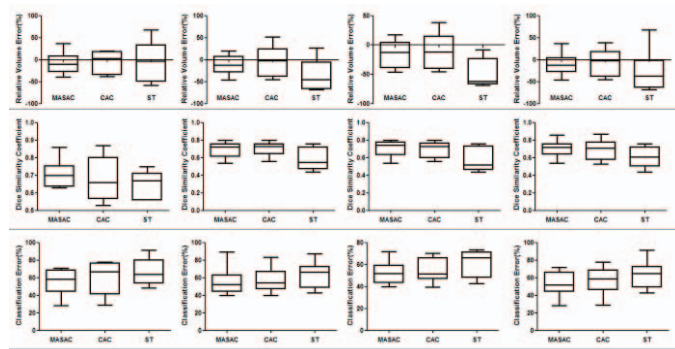 Relative Volume Error(%)
100
50
0
-50
-100
MASAC CAC ST
Relative Volume Error(%)
100
50
0
-50
-100
MASAC CAC ST
Relative Volume Error(%)
50
0
-50
-100
MASAC CAC ST
Relative Volume Error(%)
100
50
0
-50
-100
MASAC CAC ST
Dice Similarity Coefficient
1.0
0.9
0.8
0.7
0.6
0.5
MASAC CAC ST
Dice Similarity Coefficient
1.0
0.8
0.6
0.4
0.2
0.0
MASAC CAC ST
Dice Similarity Coefficient
1.0
0.8
0.6
0.4
0.2
0.0
MASAC CAC ST
Dice Similarity Coefficient
1.0
0.8
0.6
0.4
0.2
0.0
MASAC CAC ST
Classification Error(%)
100
80
60
40
20
0
MASAC CAC ST
Classification Error(%)
100
80
60
40
20
0
MASAC CAC ST
Classification Error(%)
80
60
40
20
0
MASAC CAC ST
Classification Error(%)
100
80
60
40
20
0
MASAC CAC ST